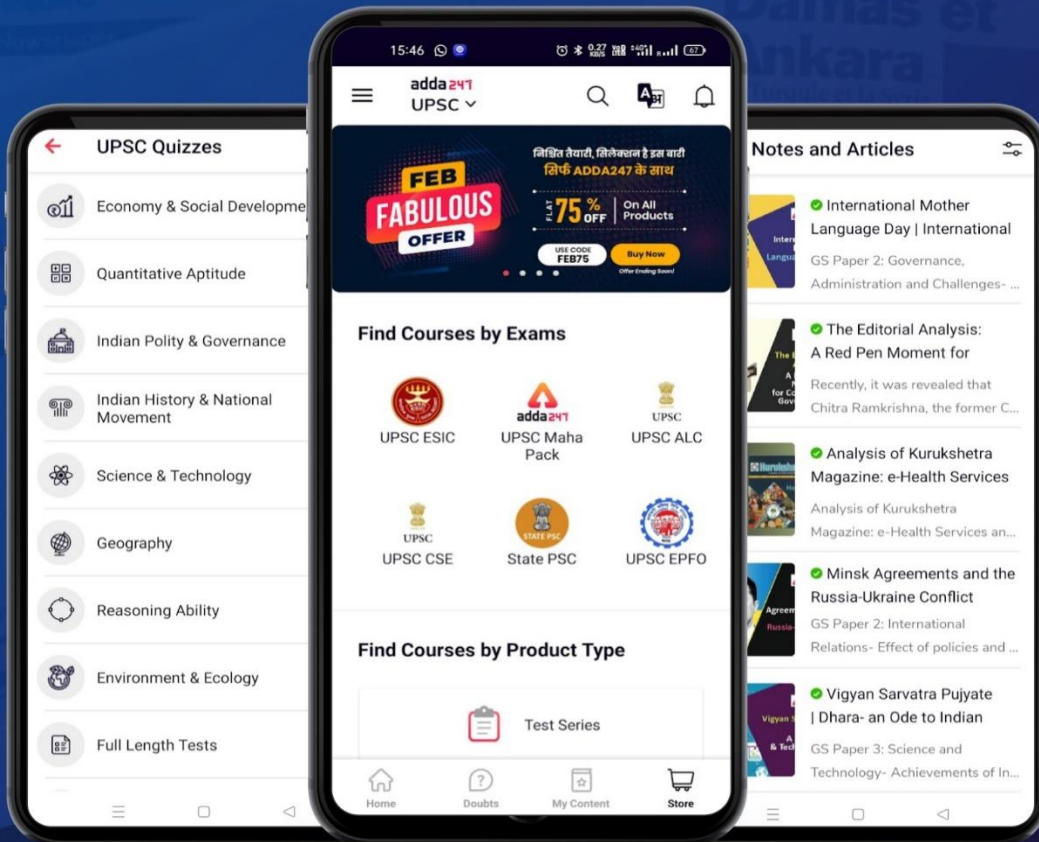 Damas et
Ankara
UPSC Quizzes
Economy & Social Developme
Quantitative Aptitude
Indian Polity & Governance
Indian History & National
Movement
Science & Technology
Geography
Reasoning Ability
Environment & Ecology
Full Length Tests
15:46
0.27
KB/S
67
adda247
UPSC
FEB
FABULOUS
OFFER
निश्चित तैयारी, सिलेक्शन है इस बारी
सिर्फ ADDA247 के साथ
FLAT 75% OFF
On All
Products
USE CODE
FEB75
Buy Now
Offer Ending Soon!
Find Courses by Exams
UPSC ESIC
adda247
UPSC Maha
Pack
UPSC
UPSC ALC
UPSC
UPSC CSE
STATE PSC
State PSC
UPSC EPFO
Find Courses by Product Type
Test Series
Home
Doubts
My Content
Store
Notes and Articles
International Mother
Language Day | International
GS Paper 2: Governance,
Administration and Challenges- ...
The Editorial Analysis:
A Red Pen Moment for
Recently, it was revealed that
Chitra Ramkrishna, the former C...
Analysis of Kurukshetra
Magazine: e-Health Services
Analysis of Kurukshetra
Magazine: e-Health Services an...
Minsk Agreements and the
Russia-Ukraine Conflict
GS Paper 2: International
Relations- Effect of policies and ...
Vigyan Sarvatra Pujyate
| Dhara- an Ode to Indian
GS Paper 3: Science and
Technology- Achievements of In...